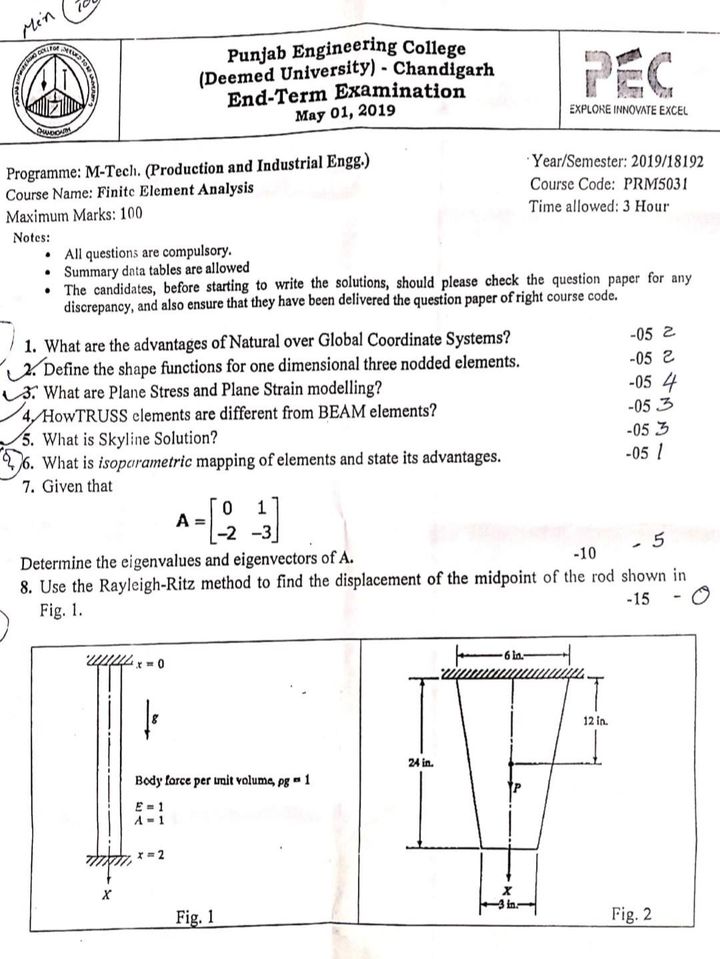 Min 100
Punjab Engineering College
(Deemed University) - Chandigarh
End-Term Examination
May 01, 2019
PEC
EXPLORE INNOVATE EXCEL
CHANDIGARH
Programme: M-Tech. (Production and Industrial Engg.)
Year/Semester: 2019/18192
Course Name: Finite Element Analysis
Course Code: PRM5031
Maximum Marks: 100
Time allowed: 3 Hour
Notes:
• All questions are compulsory.
• Summary data tables are allowed
• The candidates, before starting to write the solutions, should please check the question paper for any
discrepancy, and also ensure that they have been delivered the question paper of right course code.
1. What are the advantages of Natural over Global Coordinate Systems? -05 2
2. Define the shape functions for one dimensional three nodded elements. -05 2
3. What are Plane Stress and Plane Strain modelling? -05 4
4. HowTRUSS elements are different from BEAM elements? -05 3
5. What is Skyline Solution? -05 3
6. What is isoparametric mapping of elements and state its advantages. -05 1
7. Given that
A = [0 1
-2 -3]
Determine the eigenvalues and eigenvectors of A. -10 - 5
8. Use the Rayleigh-Ritz method to find the displacement of the midpoint of the rod shown in
Fig. 1. -15 - 0
x = 0
g
Body force per unit volume, ρg = 1
E = 1
A = 1
x = 2
X
Fig. 1
6 in.
12 in.
24 in.
P
X
3 in.
Fig. 2